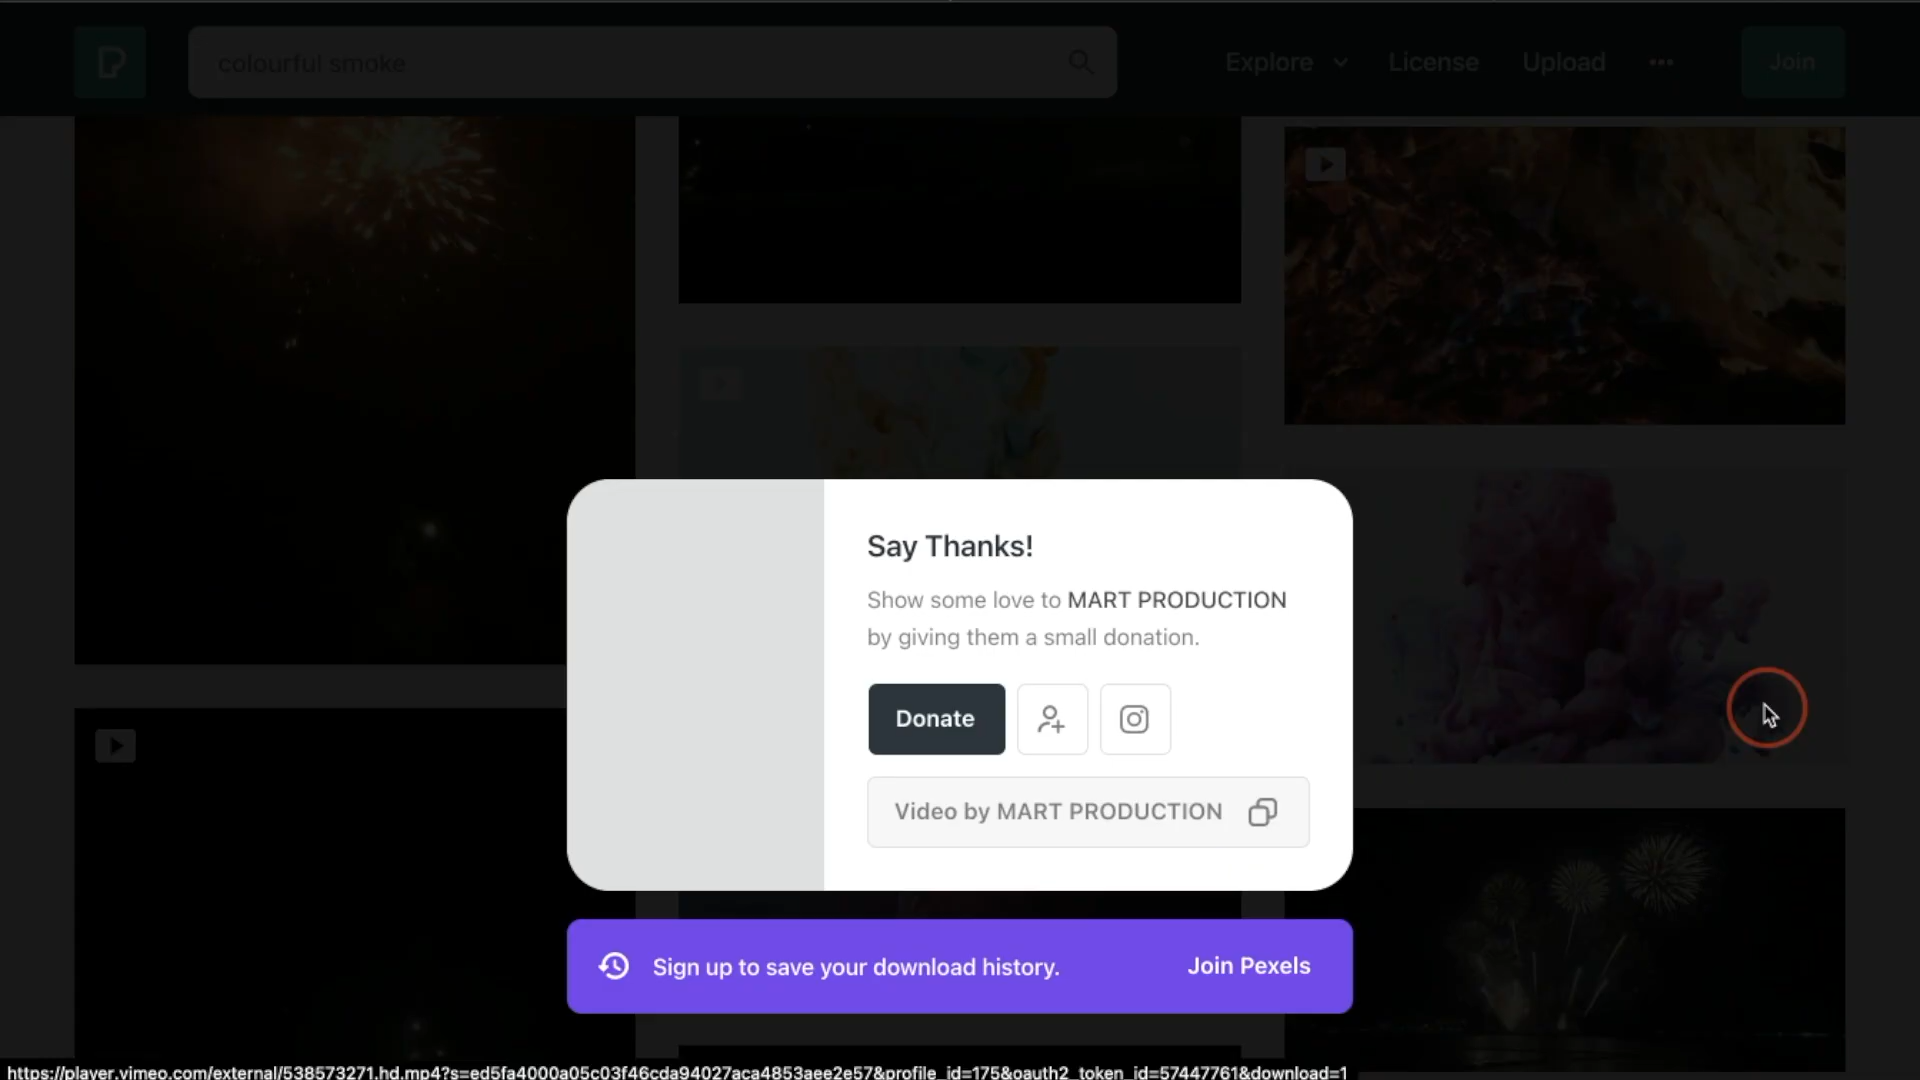 colourful smoke
Explore
License
Upload
Join
Say Thanks!
Show some love to MART PRODUCTION
by giving them a small donation.
Donate
Video by MART PRODUCTION
Sign up to save your download history.
Join Pexels
https://player.vimeo.com/external/538573271.hd.mp4?s=ed5fa4000a05c03f46cda94027aca4853aee2e57&profile_id=175&oauth2_token_id=57447761&download=1